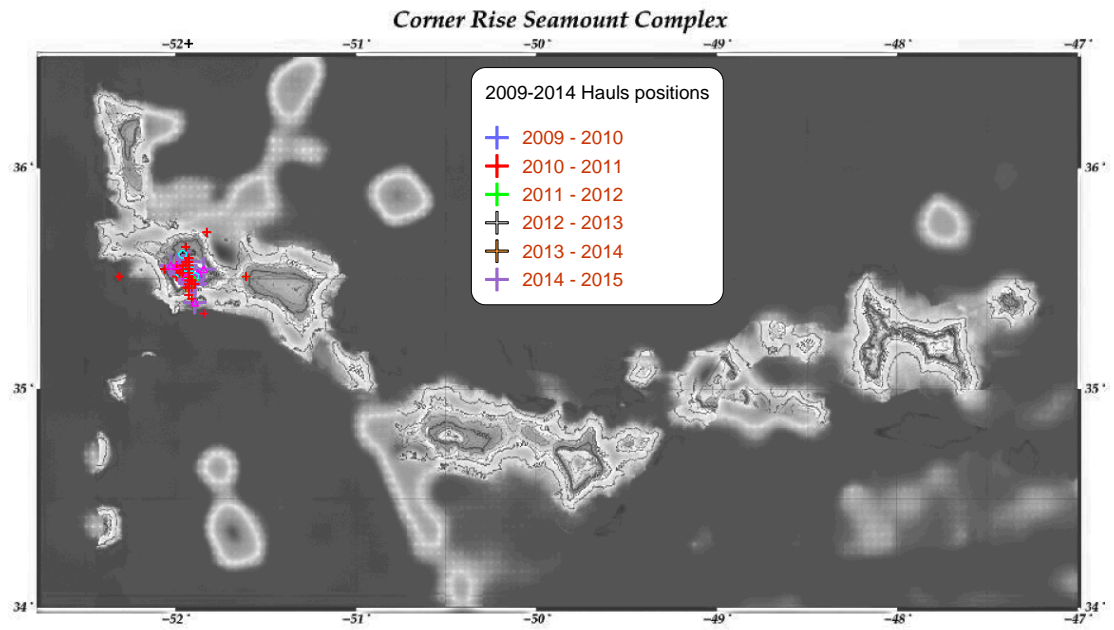 Corner Rise Seamount Complex
-52° -51° -50° -49° -48° -47°
2009-2014 Hauls positions
2009 - 2010
2010 - 2011
2011 - 2012
2012 - 2013
2013 - 2014
2014 - 2015
36° 36°
35° 35°
34° 34°
-52° -51° -50° -49° -48° -47°